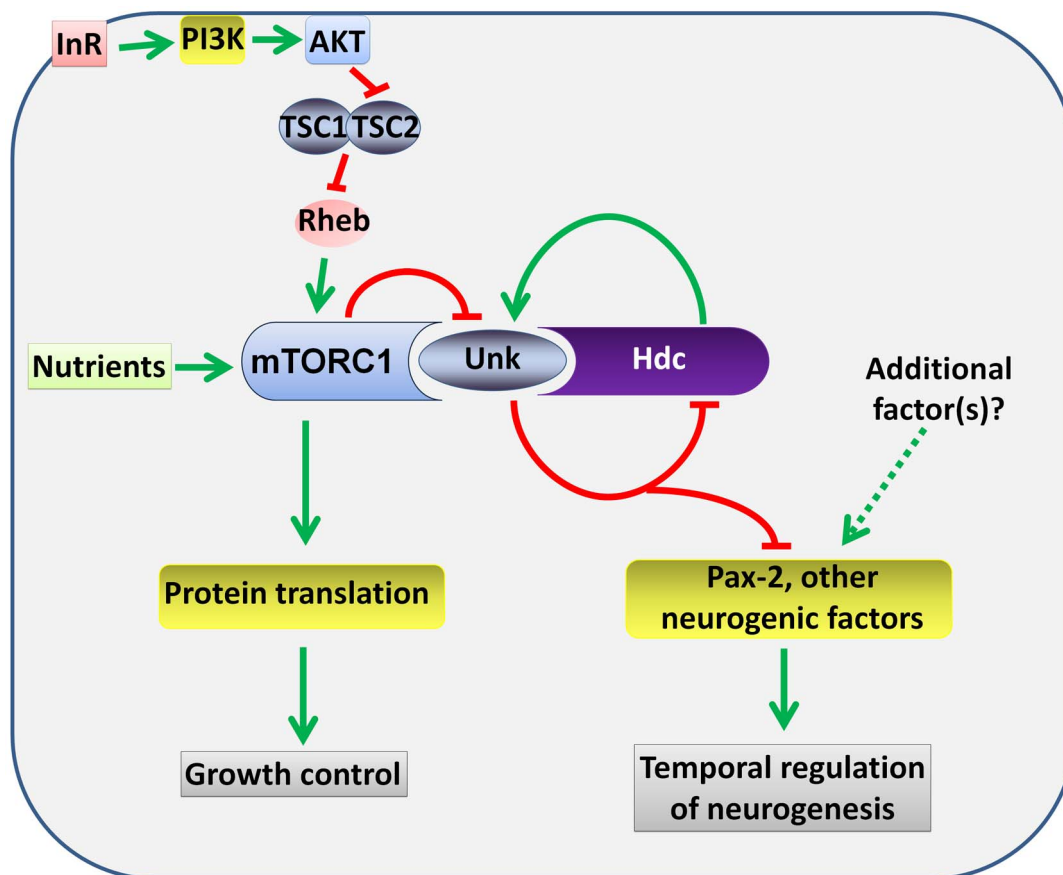 InR
PI3K
AKT
TSC1
TSC2
Rheb
mTORC1
Unk
Hdc
Nutrients
Additional
factor(s)?
Protein translation
Pax-2, other
neurogenic factors
Growth control
Temporal regulation
of neurogenesis